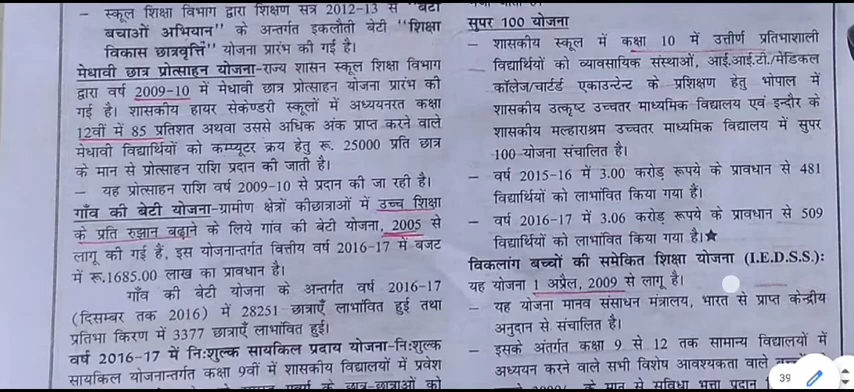 – स्कूल शिक्षा विभाग द्वारा शिक्षण सत्र 2012-13 से "बेटी
बचाओं अभियान'' के अन्तर्गत इकलौती बेटी ''शिक्षा
विकास छात्रवृत्ति'' योजना प्रारंभ की गई है।
मेधावी छात्र प्रोत्साहन योजना-राज्य शासन स्कूल शिक्षा विभाग
द्वारा वर्ष 2009-10 में मेधावी छात्र प्रोत्साहन योजना प्रारंभ की
गई है। शासकीय हायर सेकेण्डरी स्कूलों में अध्ययनरत कक्षा
12वीं में 85 प्रतिशत अथवा उससे अधिक अंक प्राप्त करने वाले
मेधावी विद्यार्थियों को कम्प्यूटर क्रय हेतु रू. 25000 प्रति छात्र
के मान से प्रोत्साहन राशि प्रदान की जाती है।
– यह प्रोत्साहन राशि वर्ष 2009-10 से प्रदान की जा रही है।
गाँव की बेटी योजना-ग्रामीण क्षेत्रों कीछात्राओं में उच्च शिक्षा
के प्रति रुझान बढ़ाने के लिये गांव की बेटी योजना, 2005 से
लागू की गई हैं, इस योजनान्तर्गत वित्तीय वर्ष 2016-17 में बजट
में रू.1685.00 लाख का प्रावधान है।
गाँव की बेटी योजना के अन्तर्गत वर्ष 2016-17
(दिसम्बर तक 2016) में 28251 छात्राएँ लाभांवित हुई तथा
प्रतिभा किरण में 3377 छात्राएँ लाभांवित हुई।
वर्ष 2016-17 में निःशुल्क सायकिल प्रदाय योजना-निःशुल्क
सायकिल योजनान्तर्गत कक्षा 9वीं में शासकीय विद्यालयों में प्रवेश
के छात्र-छात्राओं को
सुपर 100 योजना
– शासकीय स्कूल में कक्षा 10 में उत्तीर्ण प्रतिभाशाली
विद्यार्थियों को व्यावसायिक संस्थाओं, आई.आई.टी./मेडिकल
कॉलेज/चार्टर्ड एकाउन्टेन्ट के प्रशिक्षण हेतु भोपाल में
शासकीय उत्कृष्ट उच्चतर माध्यमिक विद्यालय एवं इन्दौर के
शासकीय मल्हाराश्रम उच्चतर माध्यमिक विद्यालय में सुपर
100 योजना संचालित है।
– वर्ष 2015-16 में 3.00 करोड़ रूपये के प्रावधान से 481
विद्यार्थियों को लाभांवित किया गया हैं।
– वर्ष 2016-17 में 3.06 करोड़ रूपये के प्रावधान से 509
विद्यार्थियों को लाभांवित किया गया है।★
विकलांग बच्चों की समेकित शिक्षा योजना (I.E.D.S.S.):
यह योजना 1 अप्रैल, 2009 से लागू है।
– यह योजना मानव संसाधन मंत्रालय, भारत से प्राप्त केन्द्रीय
अनुदान से संचालित है।
– इसके अंतर्गत कक्षा 9 से 12 तक सामान्य विद्यालयों में
अध्ययन करने वाले सभी विशेष आवश्यकता वाले
के मान से सुविधा भत्ता प्रदान
39